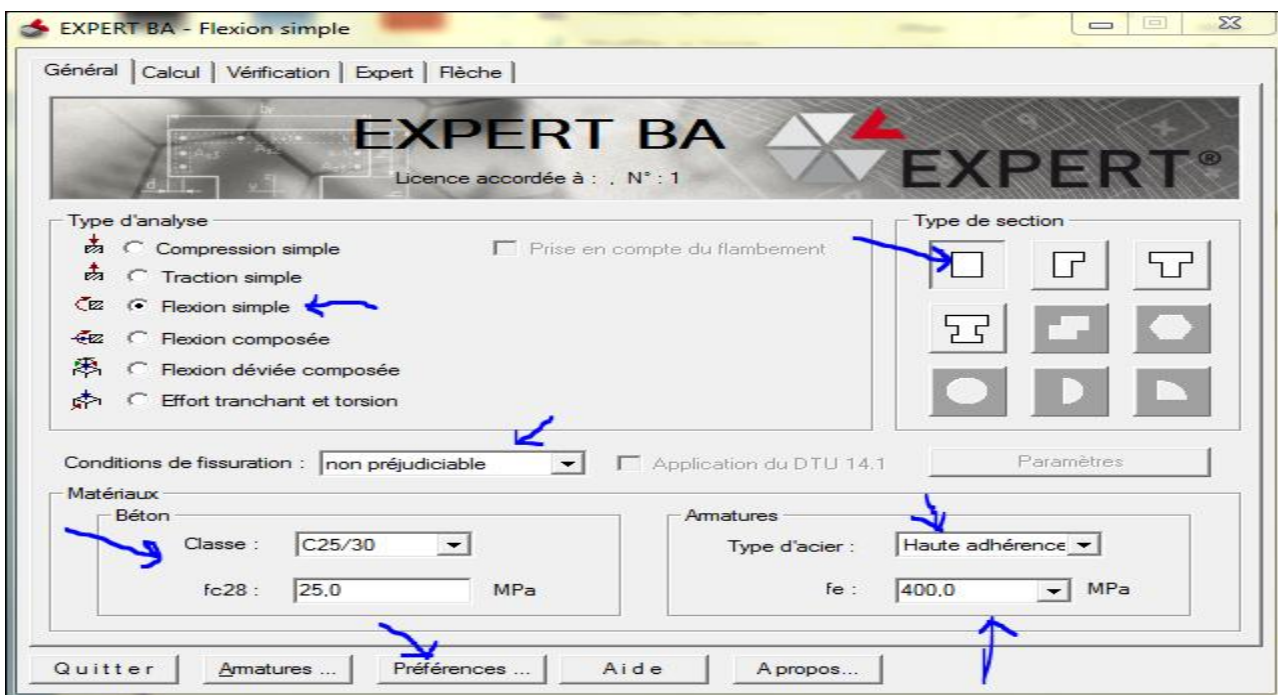 EXPERT BA - Flexion simple
Général Calcul Vérification Expert Flèche
EXPERT BA
EXPERT®
Licence accordée à : , N° : 1
Type d'analyse
Compression simple
Prise en compte du flambement
Traction simple
Flexion simple
Flexion composée
Flexion déviée composée
Effort tranchant et torsion
Type de section
Conditions de fissuration : non préjudiciable
Application du DTU 14.1
Paramètres
Matériaux
Béton
Classe : C25/30
fc28 : 25,0 MPa
Armatures
Type d'acier : Haute adhérence
fe : 400,0 MPa
Quitter Armatures ... Préférences ... Aide A propos...